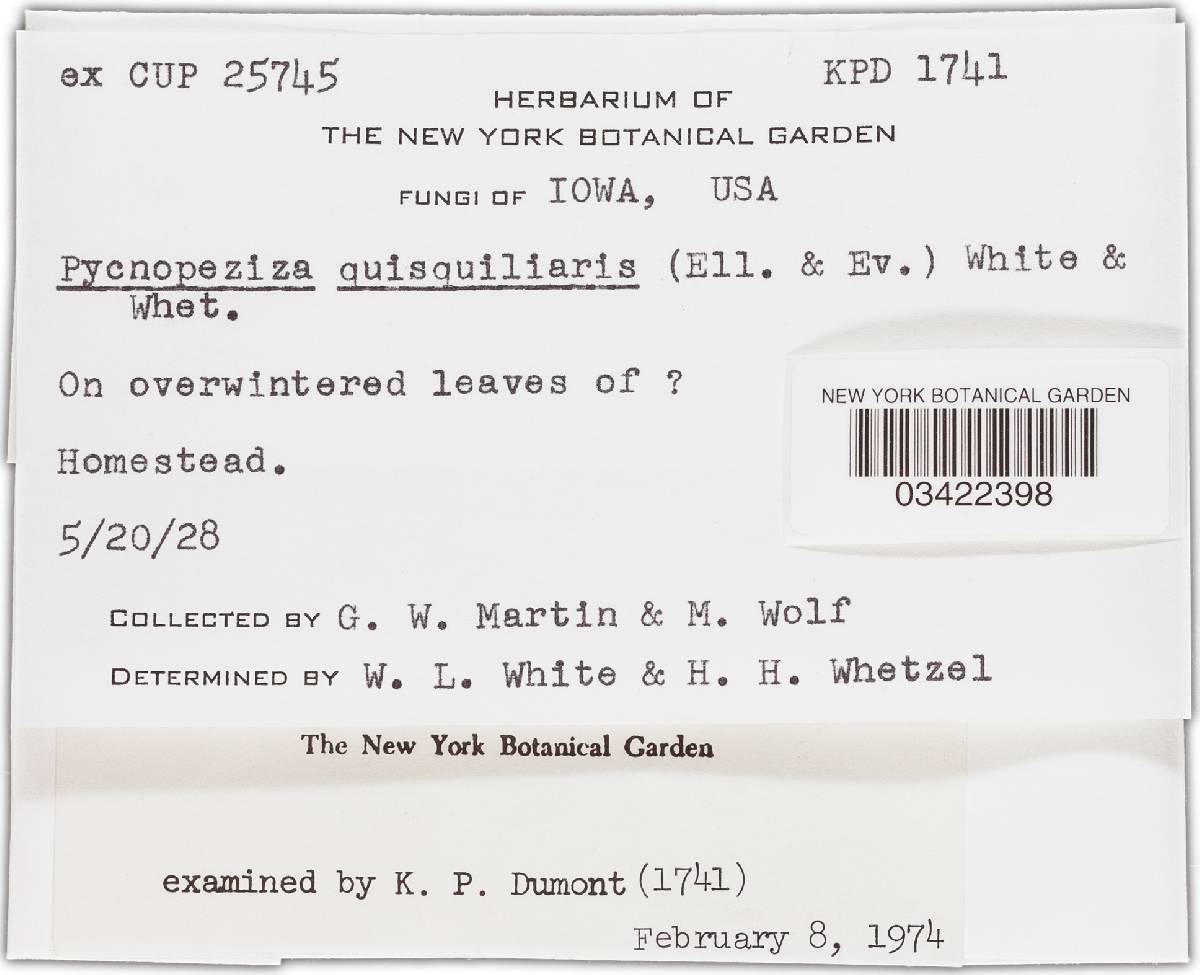 ex CUP 25745
KPD 1741
HERBARIUM OF
THE NEW YORK BOTANICAL GARDEN
FUNGI OF IOWA, USA
Pycnopeziza quisquiliaris (Ell. & Ev.) White &
Whet.
On overwintered leaves of ?
NEW YORK BOTANICAL GARDEN
03422398
Homestead.
5/20/28
COLLECTED BY G. W. Martin & M. Wolf
DETERMINED BY W. L. White & H. H. Whetzel
The New York Botanical Garden
examined by K. P. Dumont (1741)
February 8, 1974